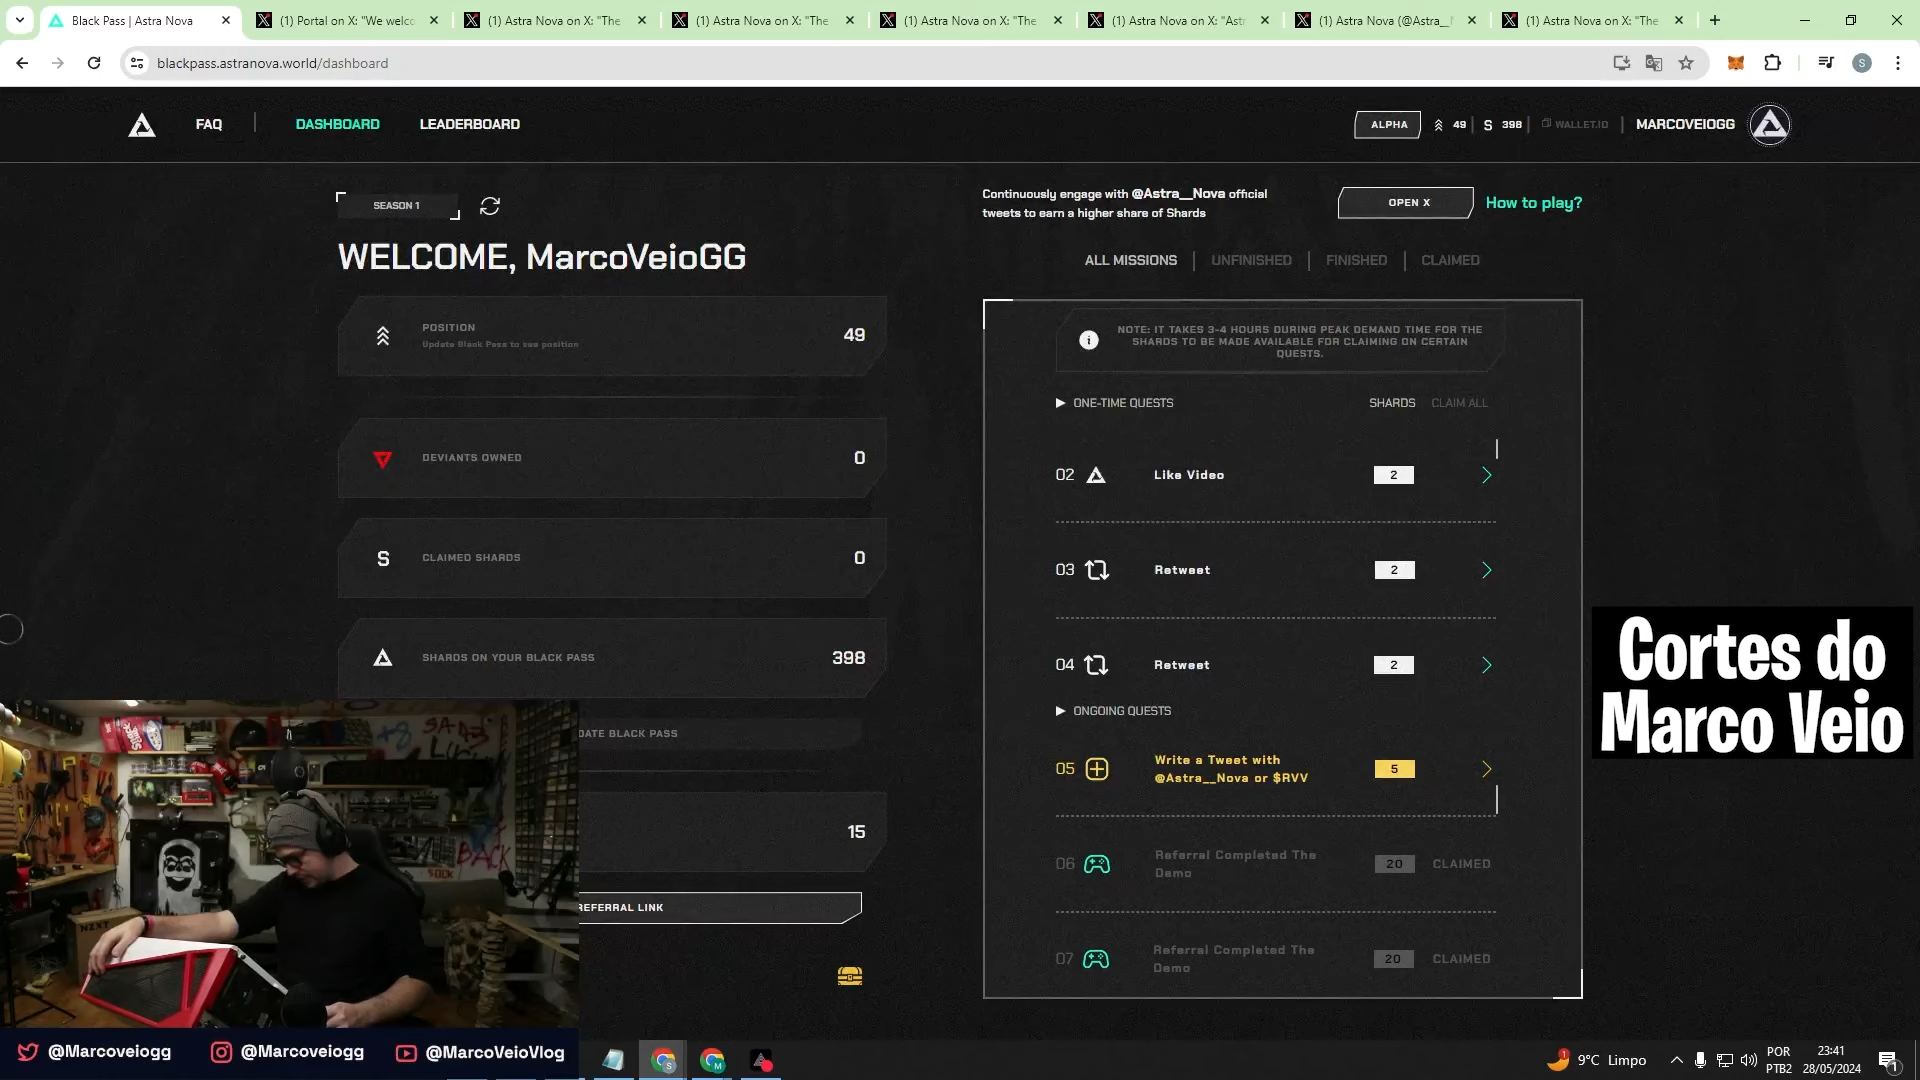 Black Pass | Astra Nova
(1) Portal on X: "We welco
(1) Astra Nova on X: "The
(1) Astra Nova on X: "The
(1) Astra Nova on X: "The
(1) Astra Nova on X: "Ast
(1) Astra Nova (@Astra__N
(1) Astra Nova on X: "The
blackpass.astranova.world/dashboard
S
FAQ
DASHBOARD
LEADERBOARD
ALPHA
49
S 398
WALLET.ID
MARCOVEIOGG
SEASON 1
WELCOME, MarcoVeioGG
POSITION
Update Black Pass to see position
49
DEVIANTS OWNED
0
S
CLAIMED SHARDS
0
SHARDS ON YOUR BLACK PASS
398
DATE BLACK PASS
15
REFERRAL LINK
Continuously engage with @Astra__Nova official
tweets to earn a higher share of Shards
OPEN X
How to play?
ALL MISSIONS
UNFINISHED
FINISHED
CLAIMED
NOTE: IT TAKES 3-4 HOURS DURING PEAK DEMAND TIME FOR THE
SHARDS TO BE MADE AVAILABLE FOR CLAIMING ON CERTAIN
QUESTS.
ONE-TIME QUESTS
SHARDS
CLAIM ALL
02 Like Video 2
03 Retweet 2
04 Retweet 2
ONGOING QUESTS
05 Write a Tweet with
@Astra__Nova or $RVV
5
06 Referral Completed The
Demo
20 CLAIMED
07 Referral Completed The
Demo
20 CLAIMED
Cortes do
Marco Veio
NZXT
BACK
@Marcoveiogg
@Marcoveiogg
@MarcoVeioVlog
9°C Limpo
POR
PTB2
23:41
28/05/2024